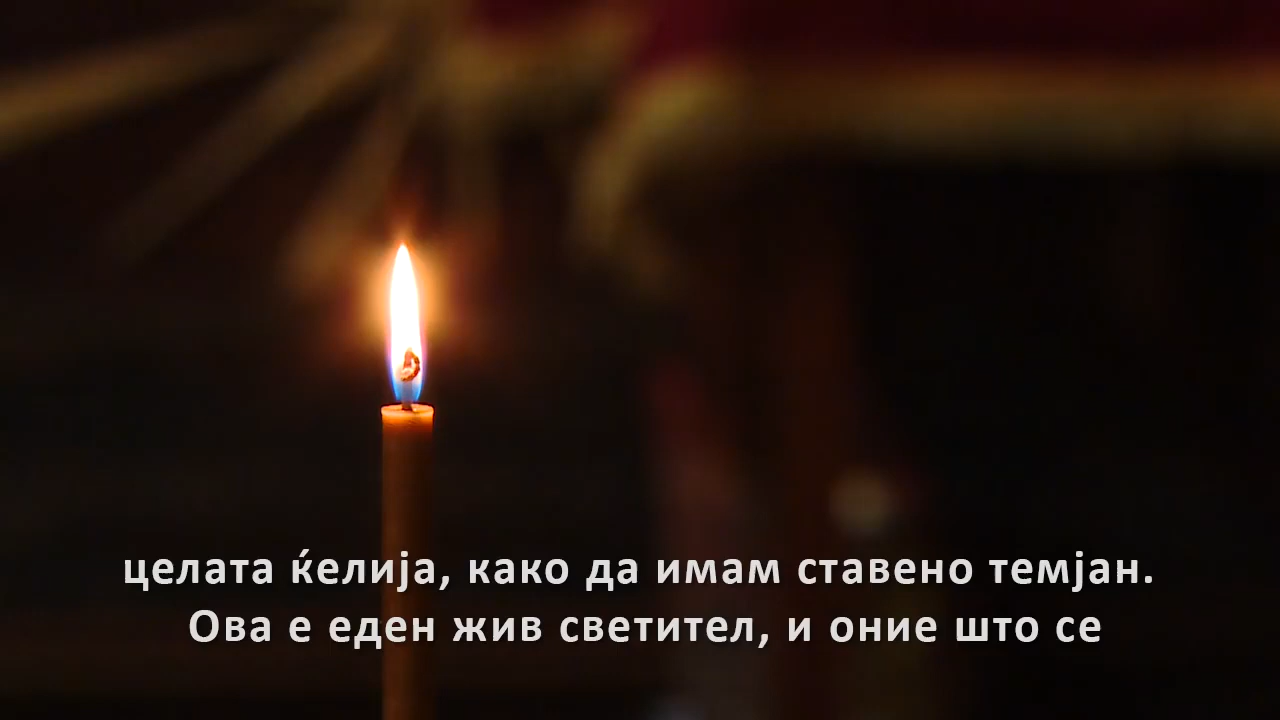 целата ќелија, како да имам ставено темјан.
Ова е еден жив светител, и оние што се